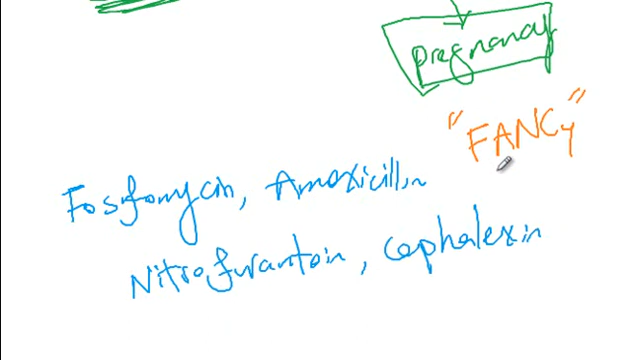 pregnancy
"FANCy"
Fosfomycin, Amoxicillin
Nitrofurantoin, Cephalexin